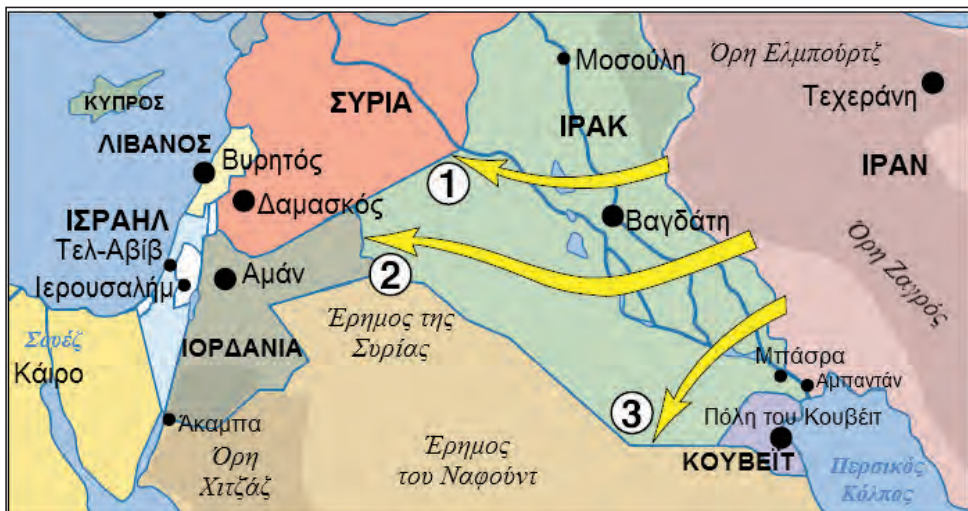 Μοσούλη
Όρη Ελμπούρτζ
Τεχεράνη
ΚΥΠΡΟΣ
ΣΥΡΙΑ
ΙΡΑΚ
ΛΙΒΑΝΟΣ
Βυρητός
ΙΡΑΝ
1
Δαμασκός
Βαγδάτη
ΙΣΡΑΗΛ
Τελ-Αβίβ
Ιερουσαλήμ
Αμάν
2
Όρη Ζαγρός
Έρημος της
Συρίας
Σουέζ
Κάιρο
ΙΟΡΔΑΝΙΑ
Μπάσρα
Αμπαντάν
Άκαμπα
3
Πόλη του Κουβέιτ
Όρη
Χιτζάζ
Έρημος
του Ναφούντ
ΚΟΥΒΕΪΤ
Περσικός
Κόλπος